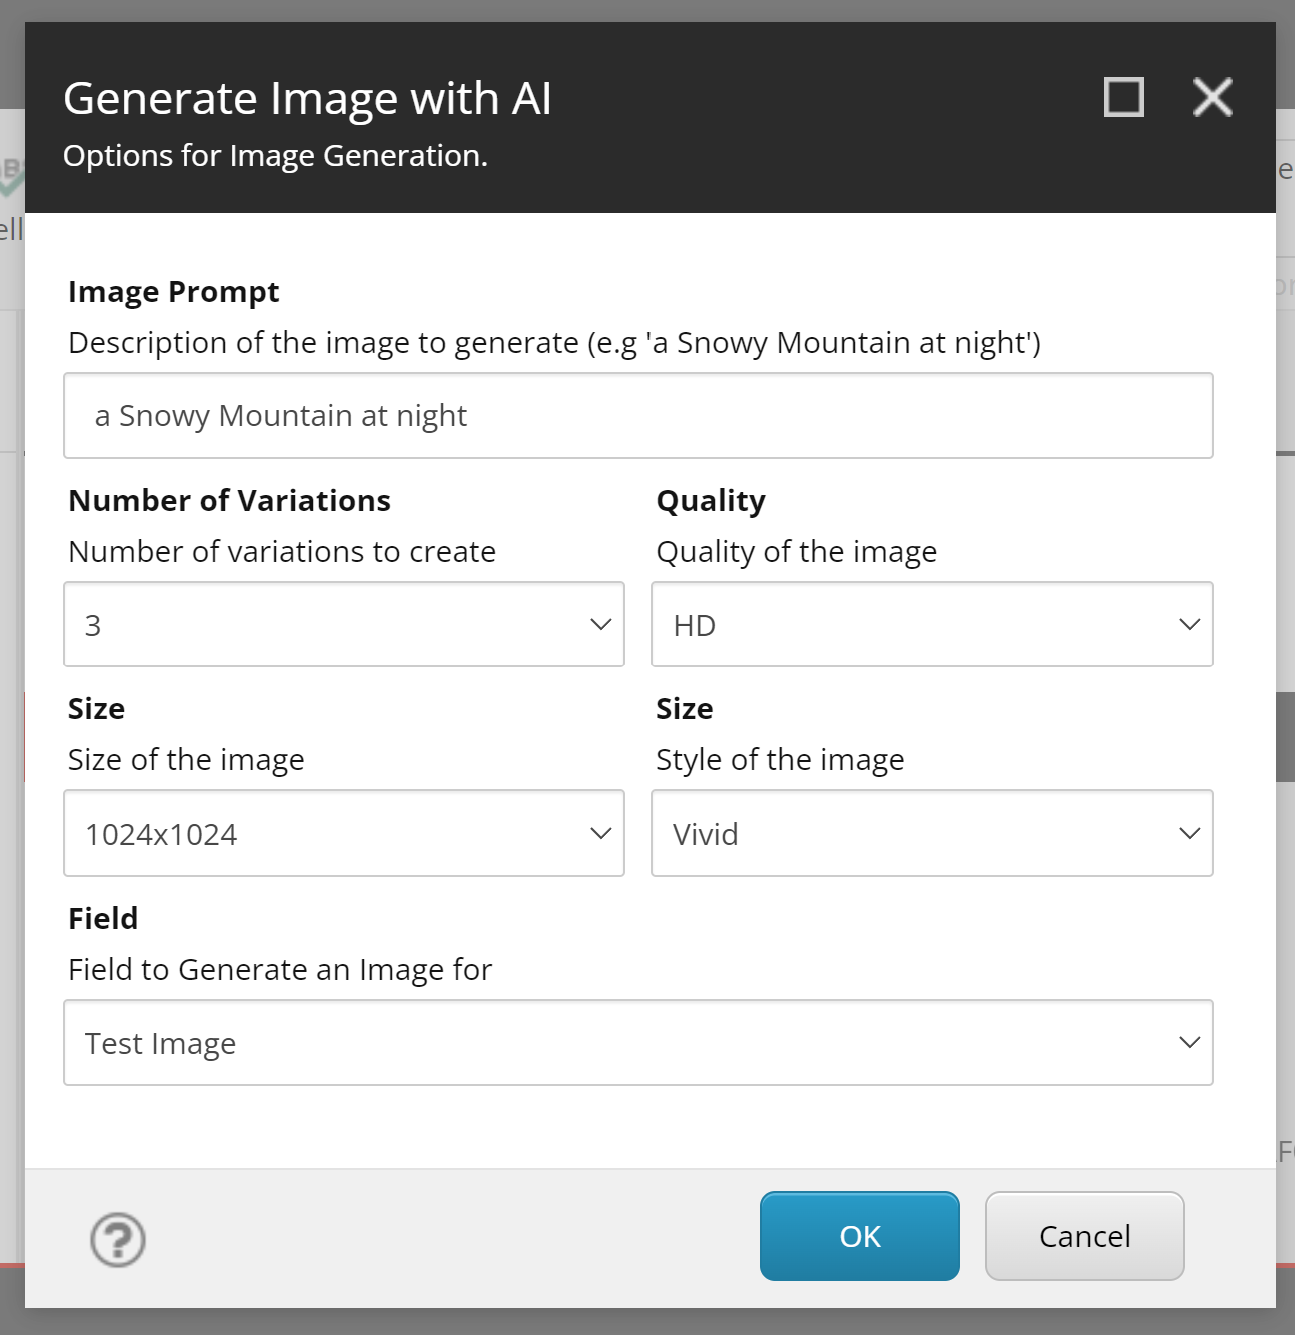 Generate Image with AI
Options for Image Generation.
Image Prompt
Description of the image to generate (e.g 'a Snowy Mountain at night')
a Snowy Mountain at night
Number of Variations
Quality
Number of variations to create
Quality of the image
3
HD
Size
Size
Size of the image
Style of the image
1024x1024
Vivid
Field
Field to Generate an Image for
Test Image
OK
Cancel